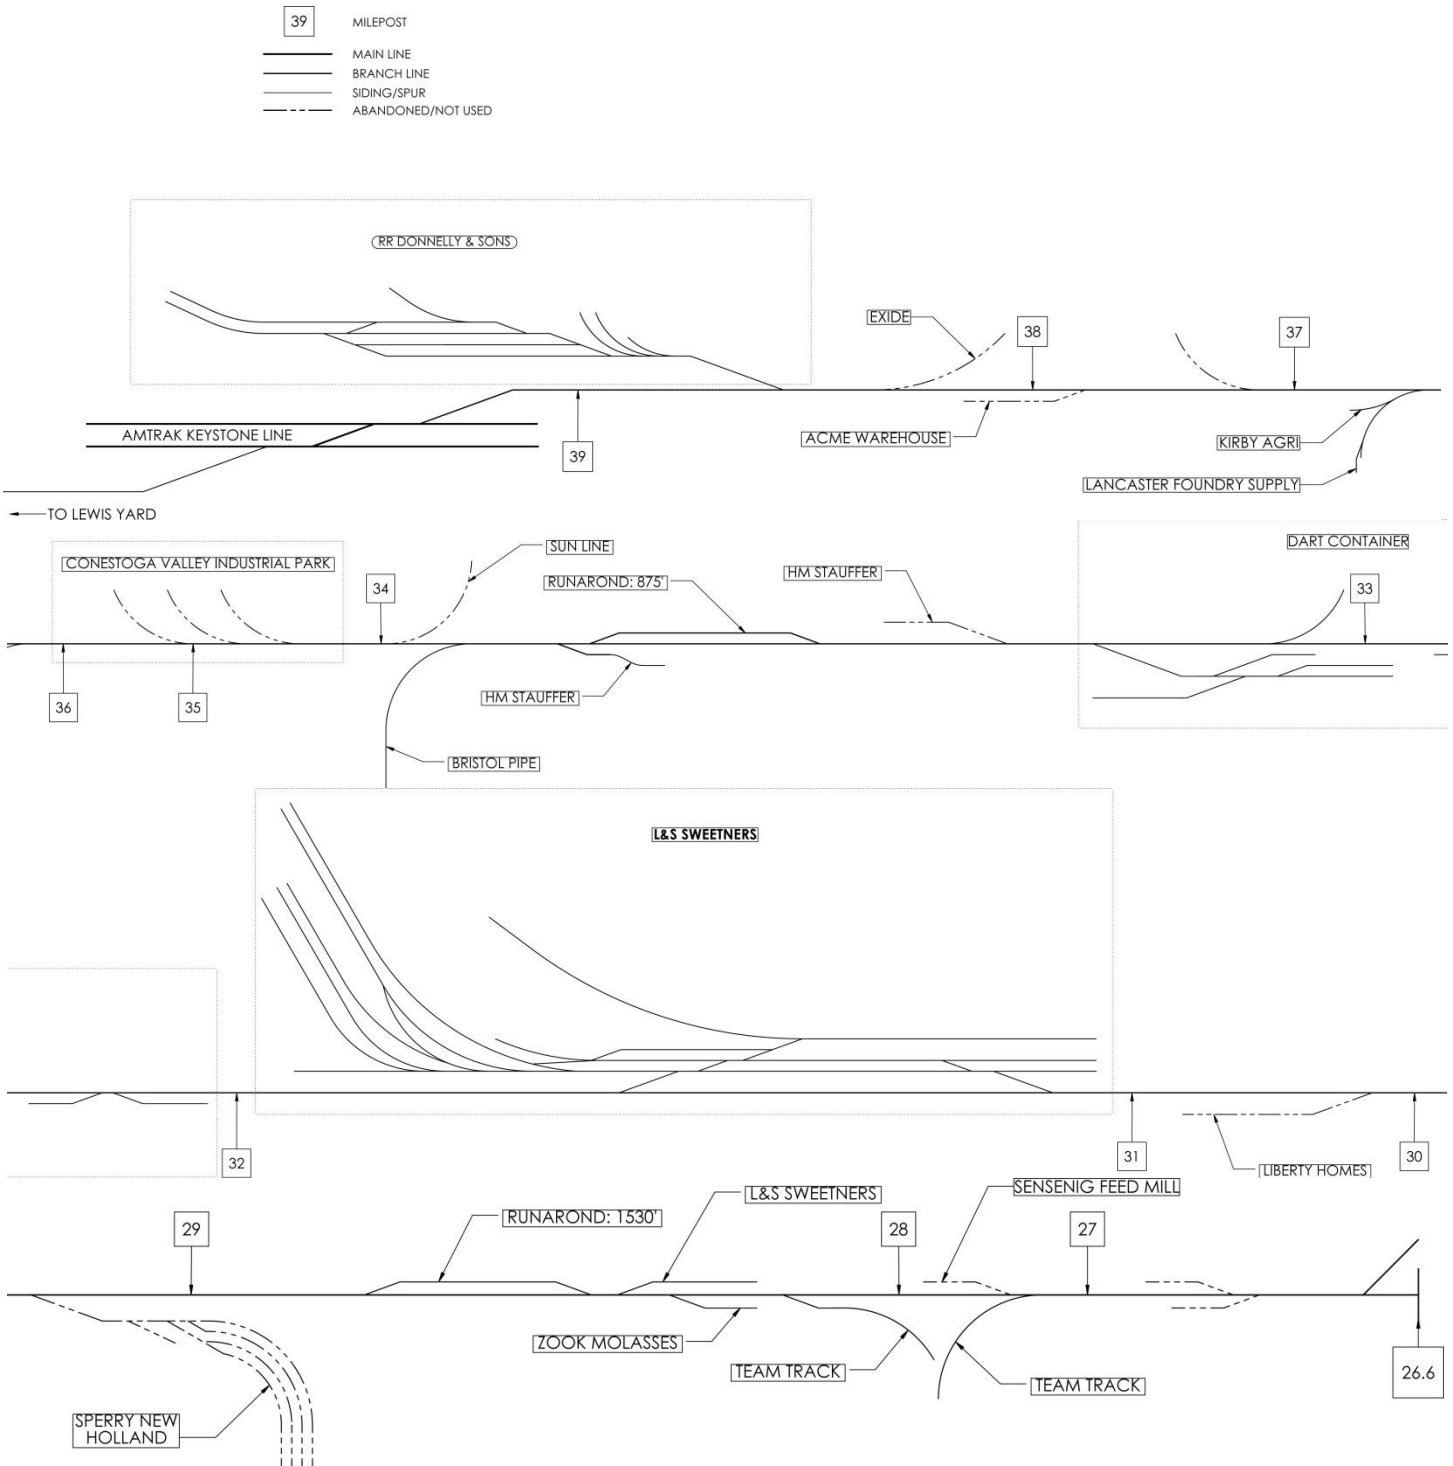 39 MILEPOST
MAIN LINE
BRANCH LINE
SIDING/SPUR
ABANDONED/NOT USED
RR DONNELLY & SONS
EXIDE
38
37
AMTRAK KEYSTONE LINE
39
ACME WAREHOUSE
KIRBY AGRI
LANCASTER FOUNDRY SUPPLY
TO LEWIS YARD
CONESTOGA VALLEY INDUSTRIAL PARK
34
SUN LINE
RUNAROND: 875'
HM STAUFFER
DART CONTAINER
33
36
35
HM STAUFFER
BRISTOL PIPE
L&S SWEETNERS
32
31
LIBERTY HOMES
30
29
RUNAROND: 1530'
L&S SWEETNERS
28
SENSENIG FEED MILL
27
ZOOK MOLASSES
TEAM TRACK
TEAM TRACK
26.6
SPERRY NEW
HOLLAND